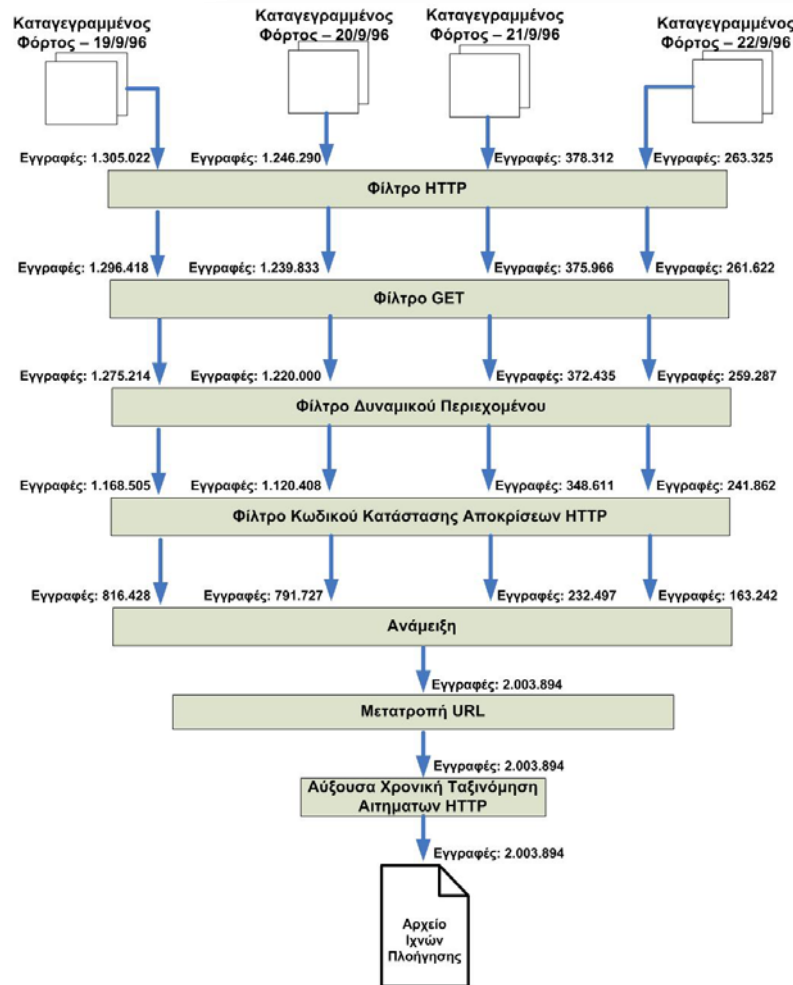 Καταγεγραμμένος
Φόρτος – 19/9/96
Καταγεγραμμένος
Φόρτος – 20/9/96
Καταγεγραμμένος
Φόρτος – 21/9/96
Καταγεγραμμένος
Φόρτος – 22/9/96
Εγγραφές: 1.305.022
Εγγραφές: 1.246.290
Εγγραφές: 378.312
Εγγραφές: 263.325
Φίλτρο HTTP
Εγγραφές: 1.296.418
Εγγραφές: 1.239.833
Εγγραφές: 375.966
Εγγραφές: 261.622
Φίλτρο GET
Εγγραφές: 1.275.214
Εγγραφές: 1.220.000
Εγγραφές: 372.435
Εγγραφές: 259.287
Φίλτρο Δυναμικού Περιεχομένου
Εγγραφές: 1.168.505
Εγγραφές: 1.120.408
Εγγραφές: 348.611
Εγγραφές: 241.862
Φίλτρο Κωδικού Κατάστασης Αποκρίσεων HTTP
Εγγραφές: 816.428
Εγγραφές: 791.727
Εγγραφές: 232.497
Εγγραφές: 163.242
Ανάμειξη
Εγγραφές: 2.003.894
Μετατροπή URL
Εγγραφές: 2.003.894
Αύξουσα Χρονική Ταξινόμηση
Αιτηματων HTTP
Εγγραφές: 2.003.894
Αρχείο
Ιχνών
Πλοήγησης